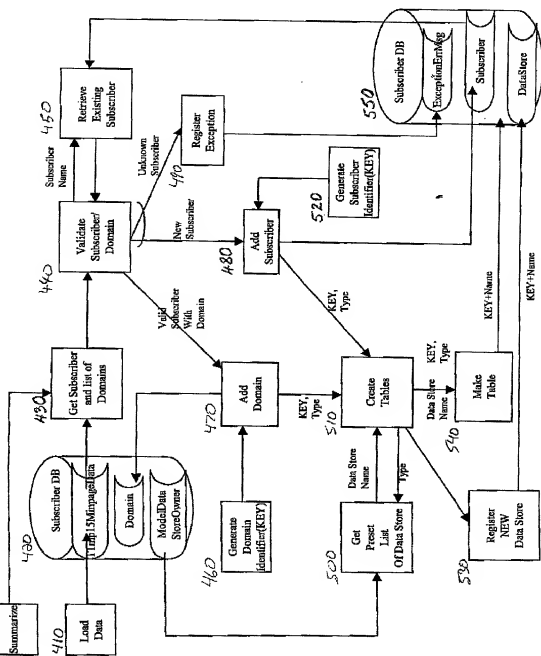 Summarize
410
Load
Data
420
Subscriber DB
TTmp15MinpageData
Domain
ModelData
StoreOwner
430
Get Subscriber
and list of
Domains
440
Validate
Subscriber/
Domain
Subscriber
Name
450
Retrieve
Existing
Subscriber
Unknown
Subscriber
490
Register
Exception
New
Subscriber
Valid
Subscriber
With
Domain
460
Generate
Domain
identifier(KEY)
470
Add
Domain
480
Add
Subscriber
520
Generate
Subscriber
Identifier(KEY)
KEY,
Type
KEY,
Type
500
Get
Preset
List
Of Data Store
Data Store
Name
Type
510
Create
Tables
Data Store
Name
KEY,
Type
530
Register
NEW
Data Store
540
Make
Table
KEY+Name
KEY+Name
550
Subscriber DB
ExceptionErrMsg
Subscriber
DataStore